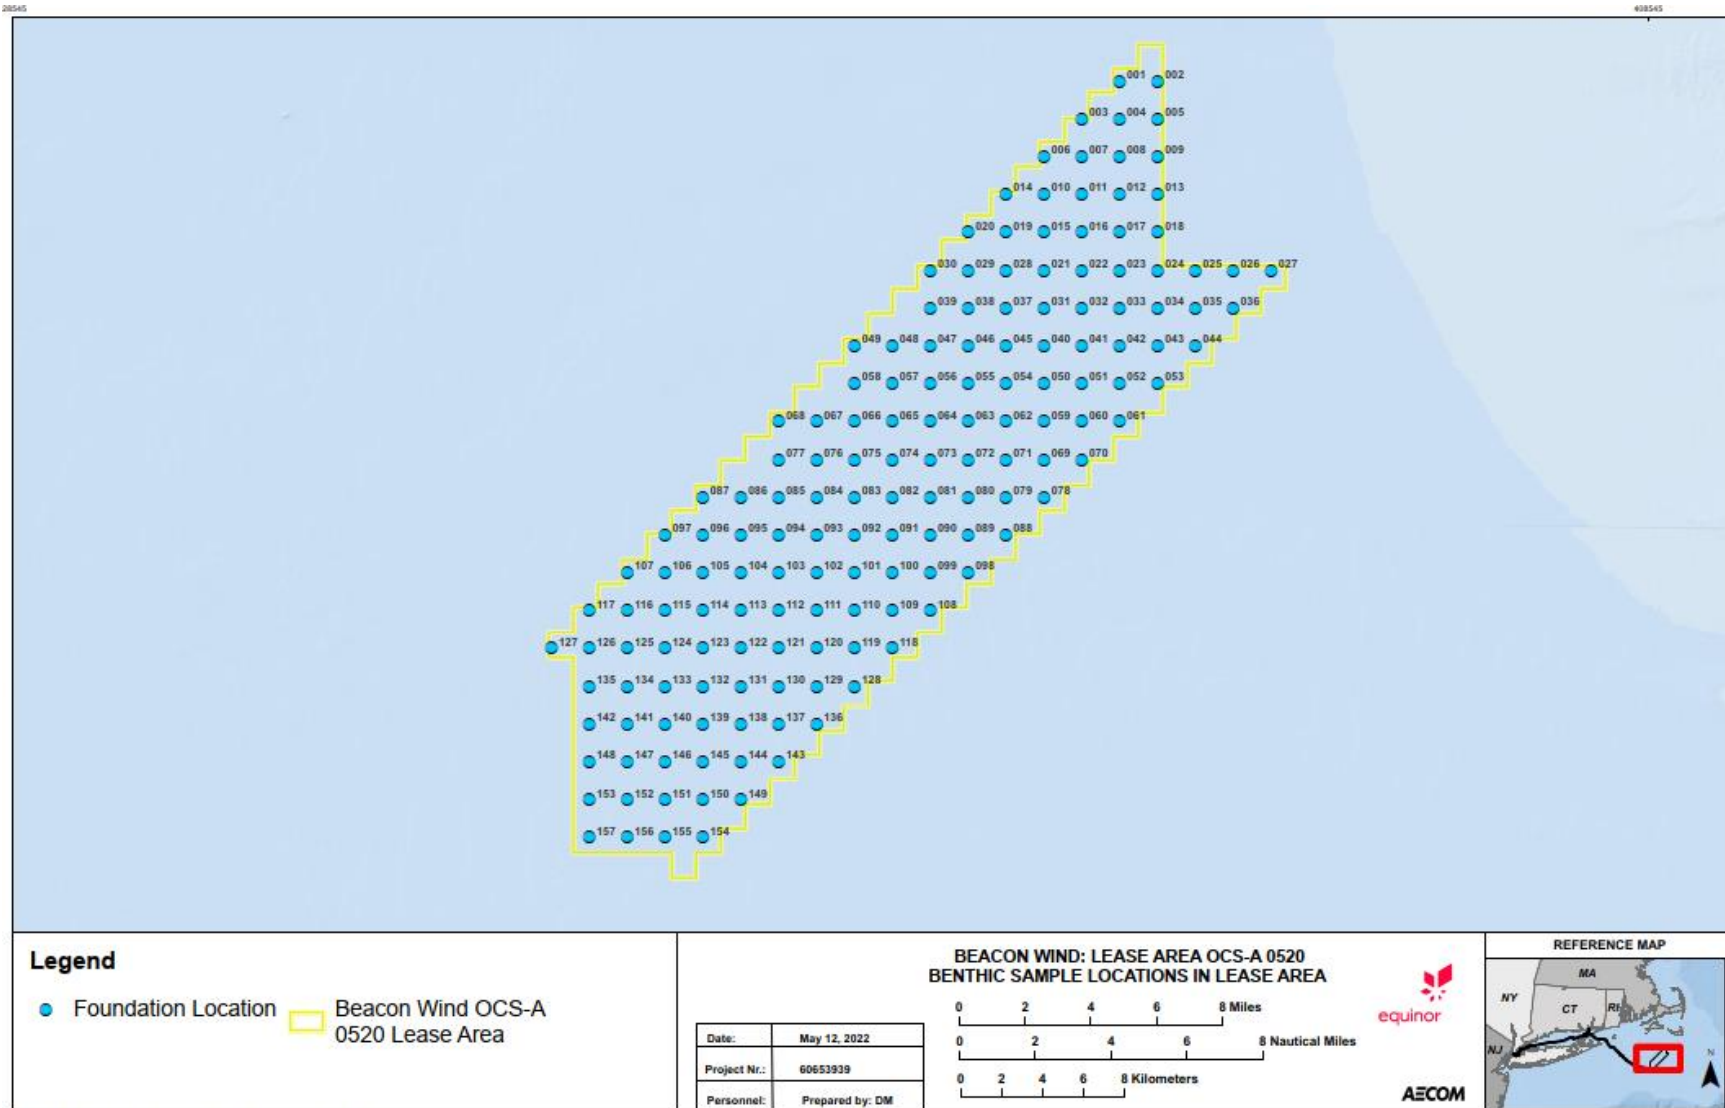 28545
408545
001 002
003 004 005
006 007 008 009
014 010 011 012 013
020 019 015 016 017 018
030 029 028 021 022 023 024 025 026 027
039 038 037 031 032 033 034 035 036
049 048 047 046 045 040 041 042 043 044
058 057 056 055 054 050 051 052 053
068 067 066 065 064 063 062 059 060 061
077 076 075 074 073 072 071 069 070
087 086 085 084 083 082 081 080 079 078
097 096 095 094 093 092 091 090 089 088
107 106 105 104 103 102 101 100 099 098
117 116 115 114 113 112 111 110 109 108
127 126 125 124 123 122 121 120 119 118
135 134 133 132 131 130 129 128
142 141 140 139 138 137 136
148 147 146 145 144 143
153 152 151 150 149
157 156 155 154
Legend
Foundation Location
Beacon Wind OCS-A
0520 Lease Area
Date: May 12, 2022
Project Nr.: 60653939
Personnel: Prepared by: DM
BEACON WIND: LEASE AREA OCS-A 0520
BENTHIC SAMPLE LOCATIONS IN LEASE AREA
0 2 4 6 8 Miles
0 2 4 6 8 Nautical Miles
0 2 4 6 8 Kilometers
equinor
AECOM
REFERENCE MAP
MA
NY
CT
RI
NJ
N